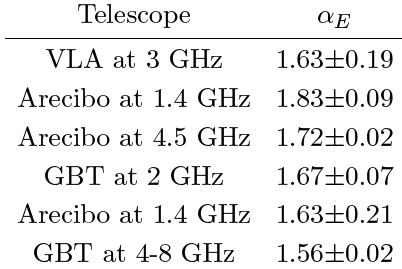 Telescope α_E
VLA at 3 GHz 1.63±0.19
Arecibo at 1.4 GHz 1.83±0.09
Arecibo at 4.5 GHz 1.72±0.02
GBT at 2 GHz 1.67±0.07
Arecibo at 1.4 GHz 1.63±0.21
GBT at 4-8 GHz 1.56±0.02